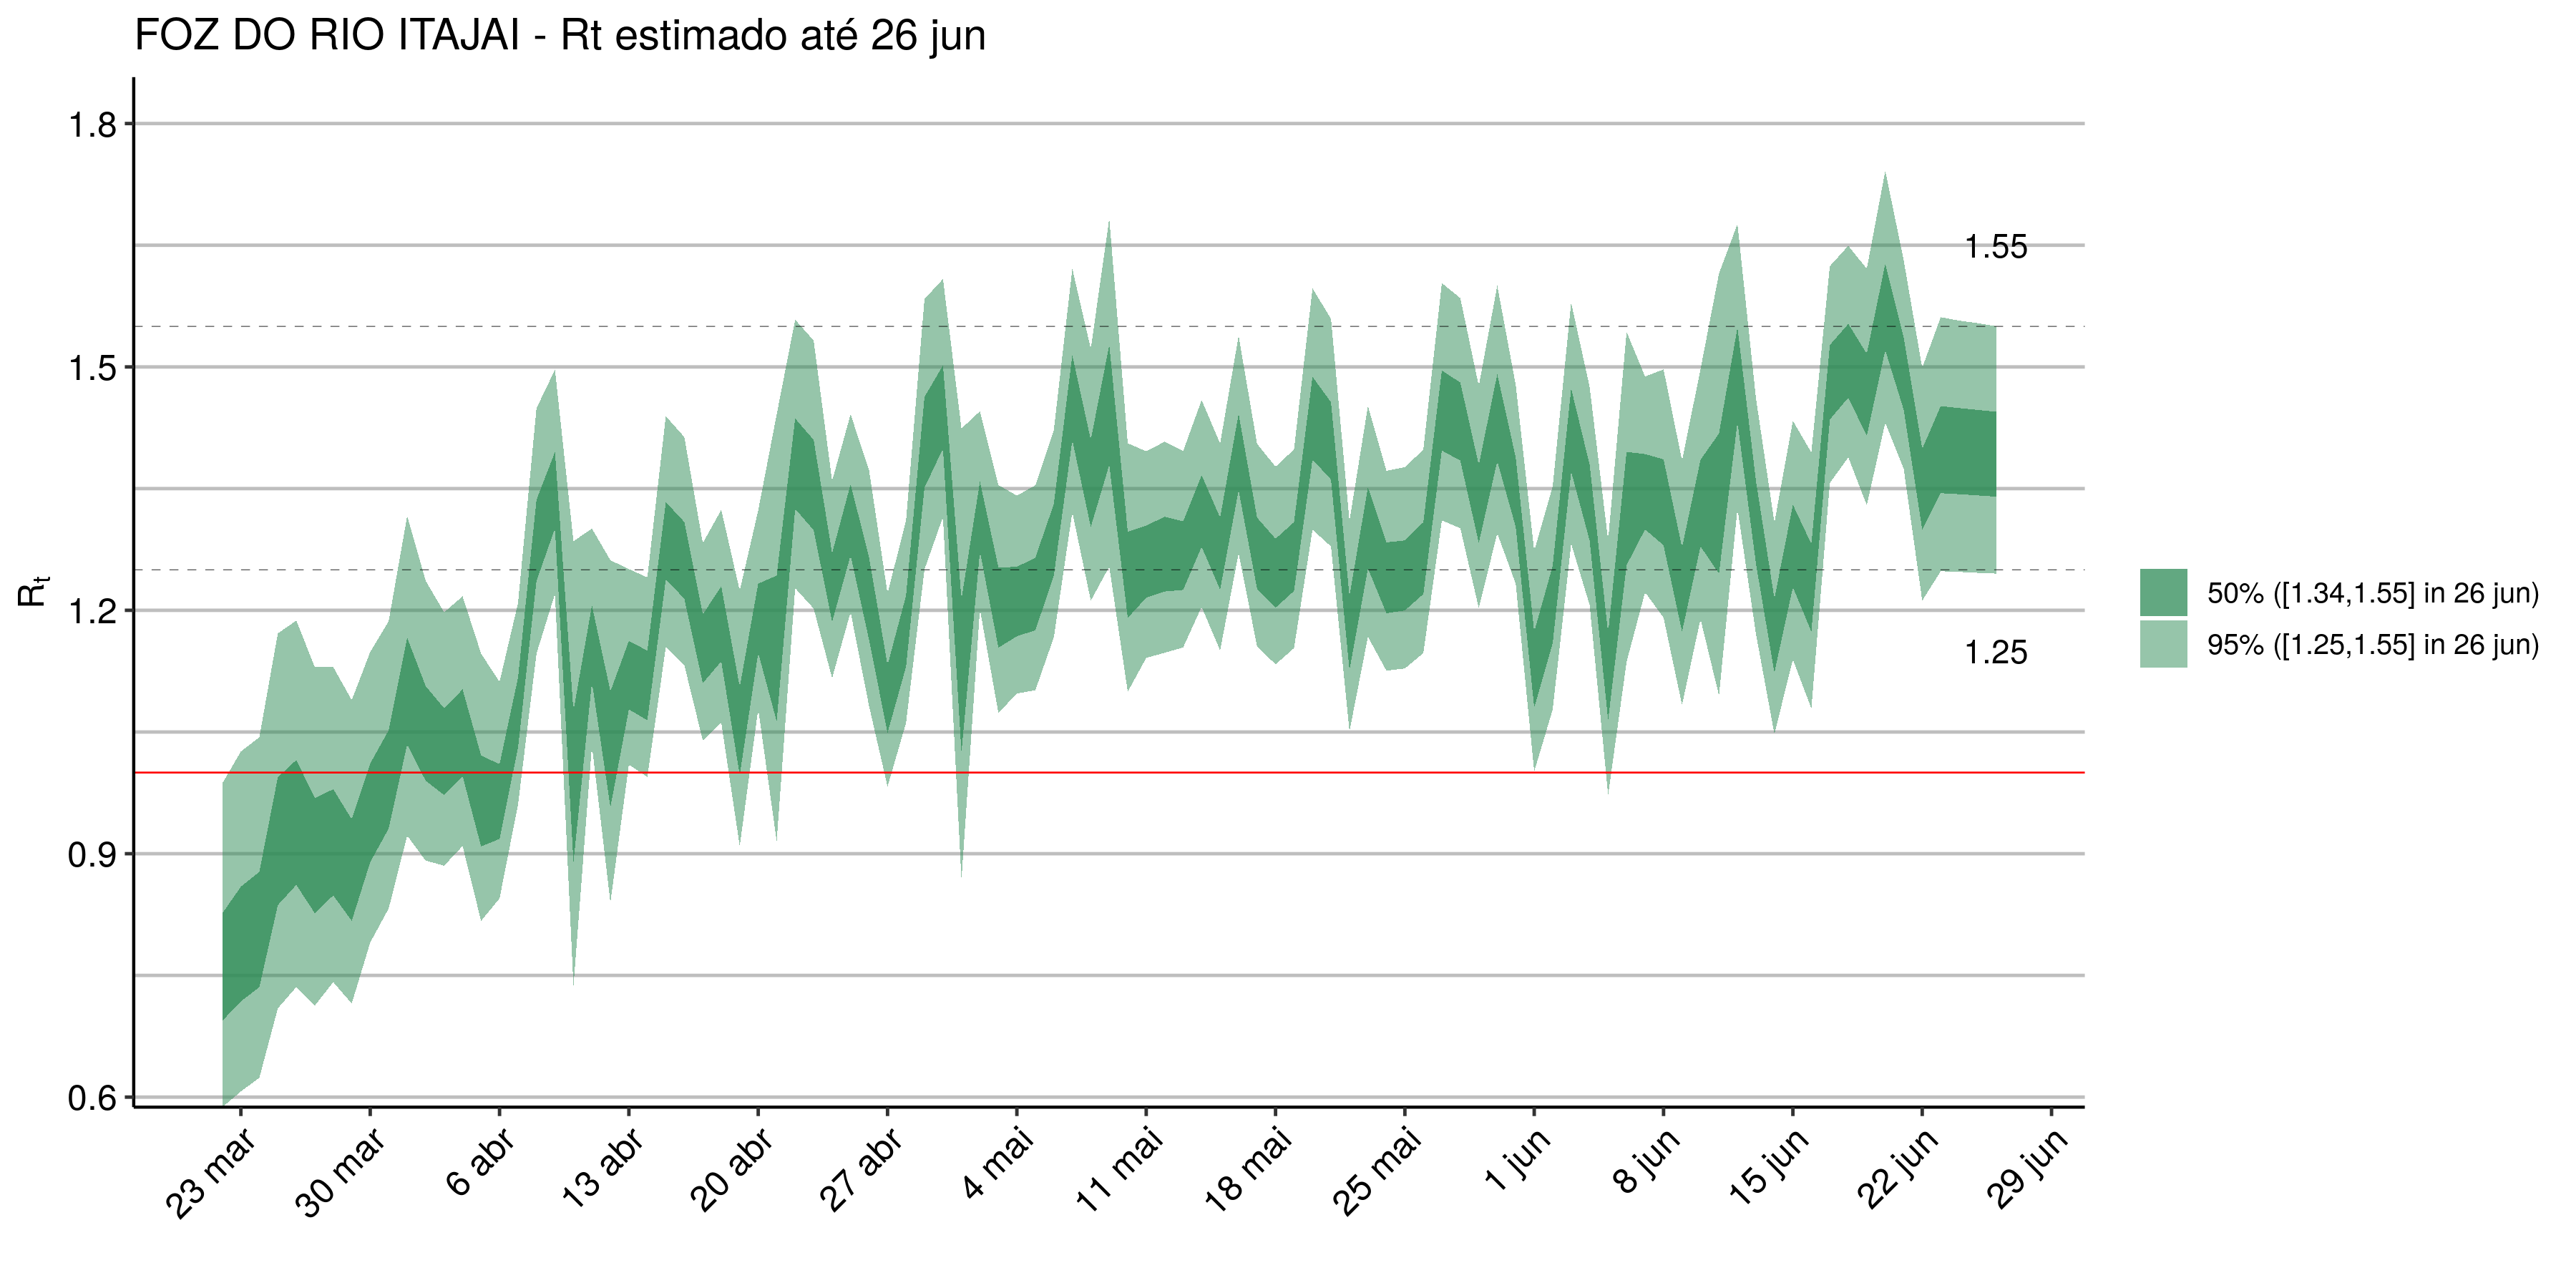 FOZ DO RIO ITAJAI - Rt estimado até 26 jun
1.8
1.5
1.2
0.9
0.6
Rt
1.55
1.25
50% ([1.34,1.55] in 26 jun)
95% ([1.25,1.55] in 26 jun)
23 mar
30 mar
6 abr
13 abr
20 abr
27 abr
4 mai
11 mai
18 mai
25 mai
1 jun
8 jun
15 jun
22 jun
29 jun